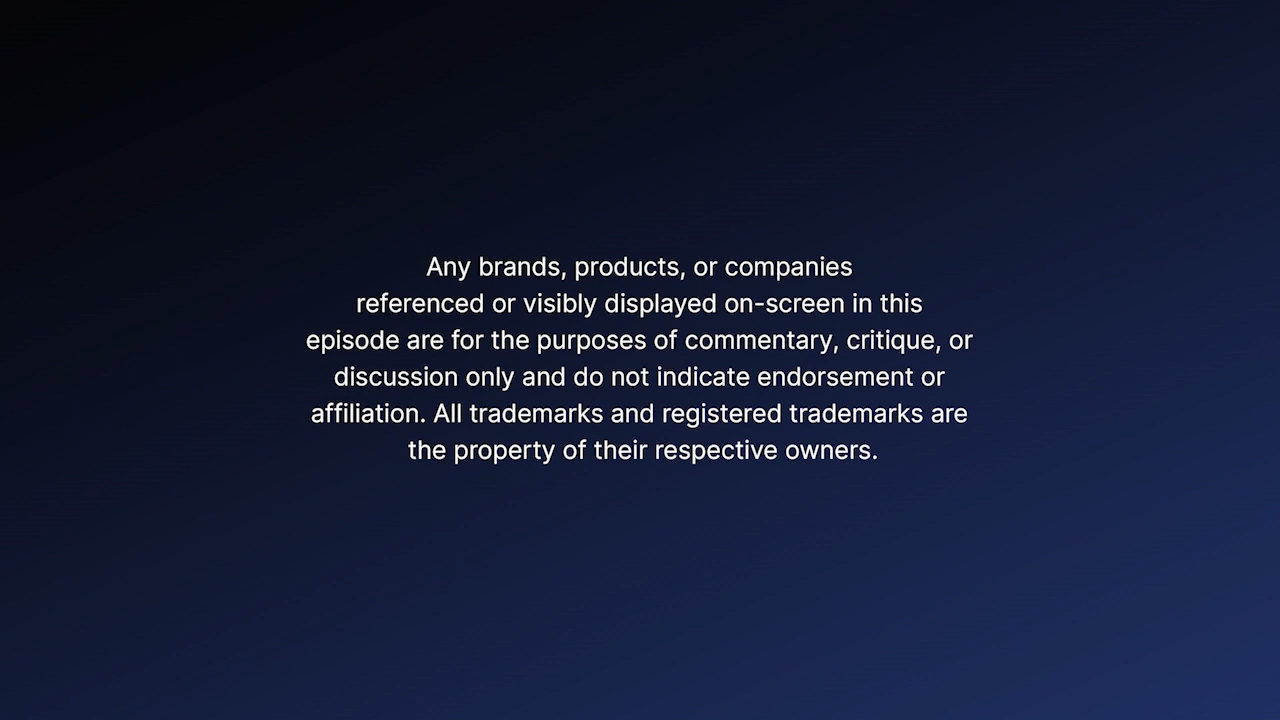 Any brands, products, or companies
referenced or visibly displayed on-screen in this
episode are for the purposes of commentary, critique, or
discussion only and do not indicate endorsement or
affiliation. All trademarks and registered trademarks are
the property of their respective owners.